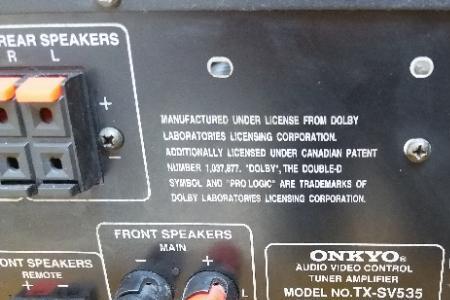 REAR SPEAKERS
R L
+
-
MANUFACTURED UNDER LICENSE FROM DOLBY
LABORATORIES LICENSING CORPORATION.
ADDITIONALLY LICENSED UNDER CANADIAN PATENT
NUMBER 1,037,877. "DOLBY", THE DOUBLE-D
SYMBOL AND "PRO LOGIC" ARE TRADEMARKS OF
DOLBY LABORATORIES LICENSING CORPORATION.
FRONT SPEAKERS
MAIN
- +
L
ONT SPEAKERS
REMOTE
+ -
ONKYO®
AUDIO VIDEO CONTROL
TUNER AMPLIFIER
MODEL NO. TX-SV535